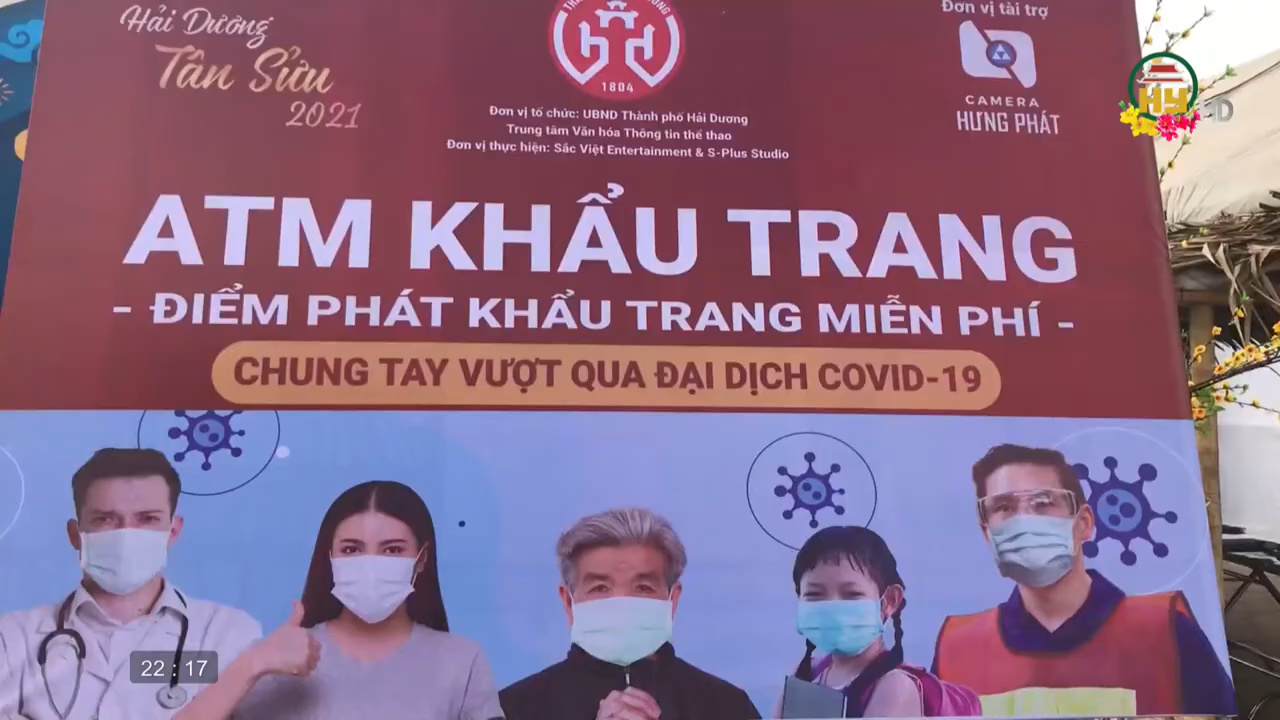 Hải Dương
Tân Sửu
2021
1804
Đơn vị tổ chức: UBND Thành phố Hải Dương
Trung tâm Văn hóa Thông tin thể thao
Đơn vị thực hiện: Sắc Việt Entertainment & S-Plus Studio
Đơn vị tài trợ
CAMERA
HƯNG PHÁT
HY
HD
ATM KHẨU TRANG
- ĐIỂM PHÁT KHẨU TRANG MIỄN PHÍ -
CHUNG TAY VƯỢT QUA ĐẠI DỊCH COVID-19
22 : 17